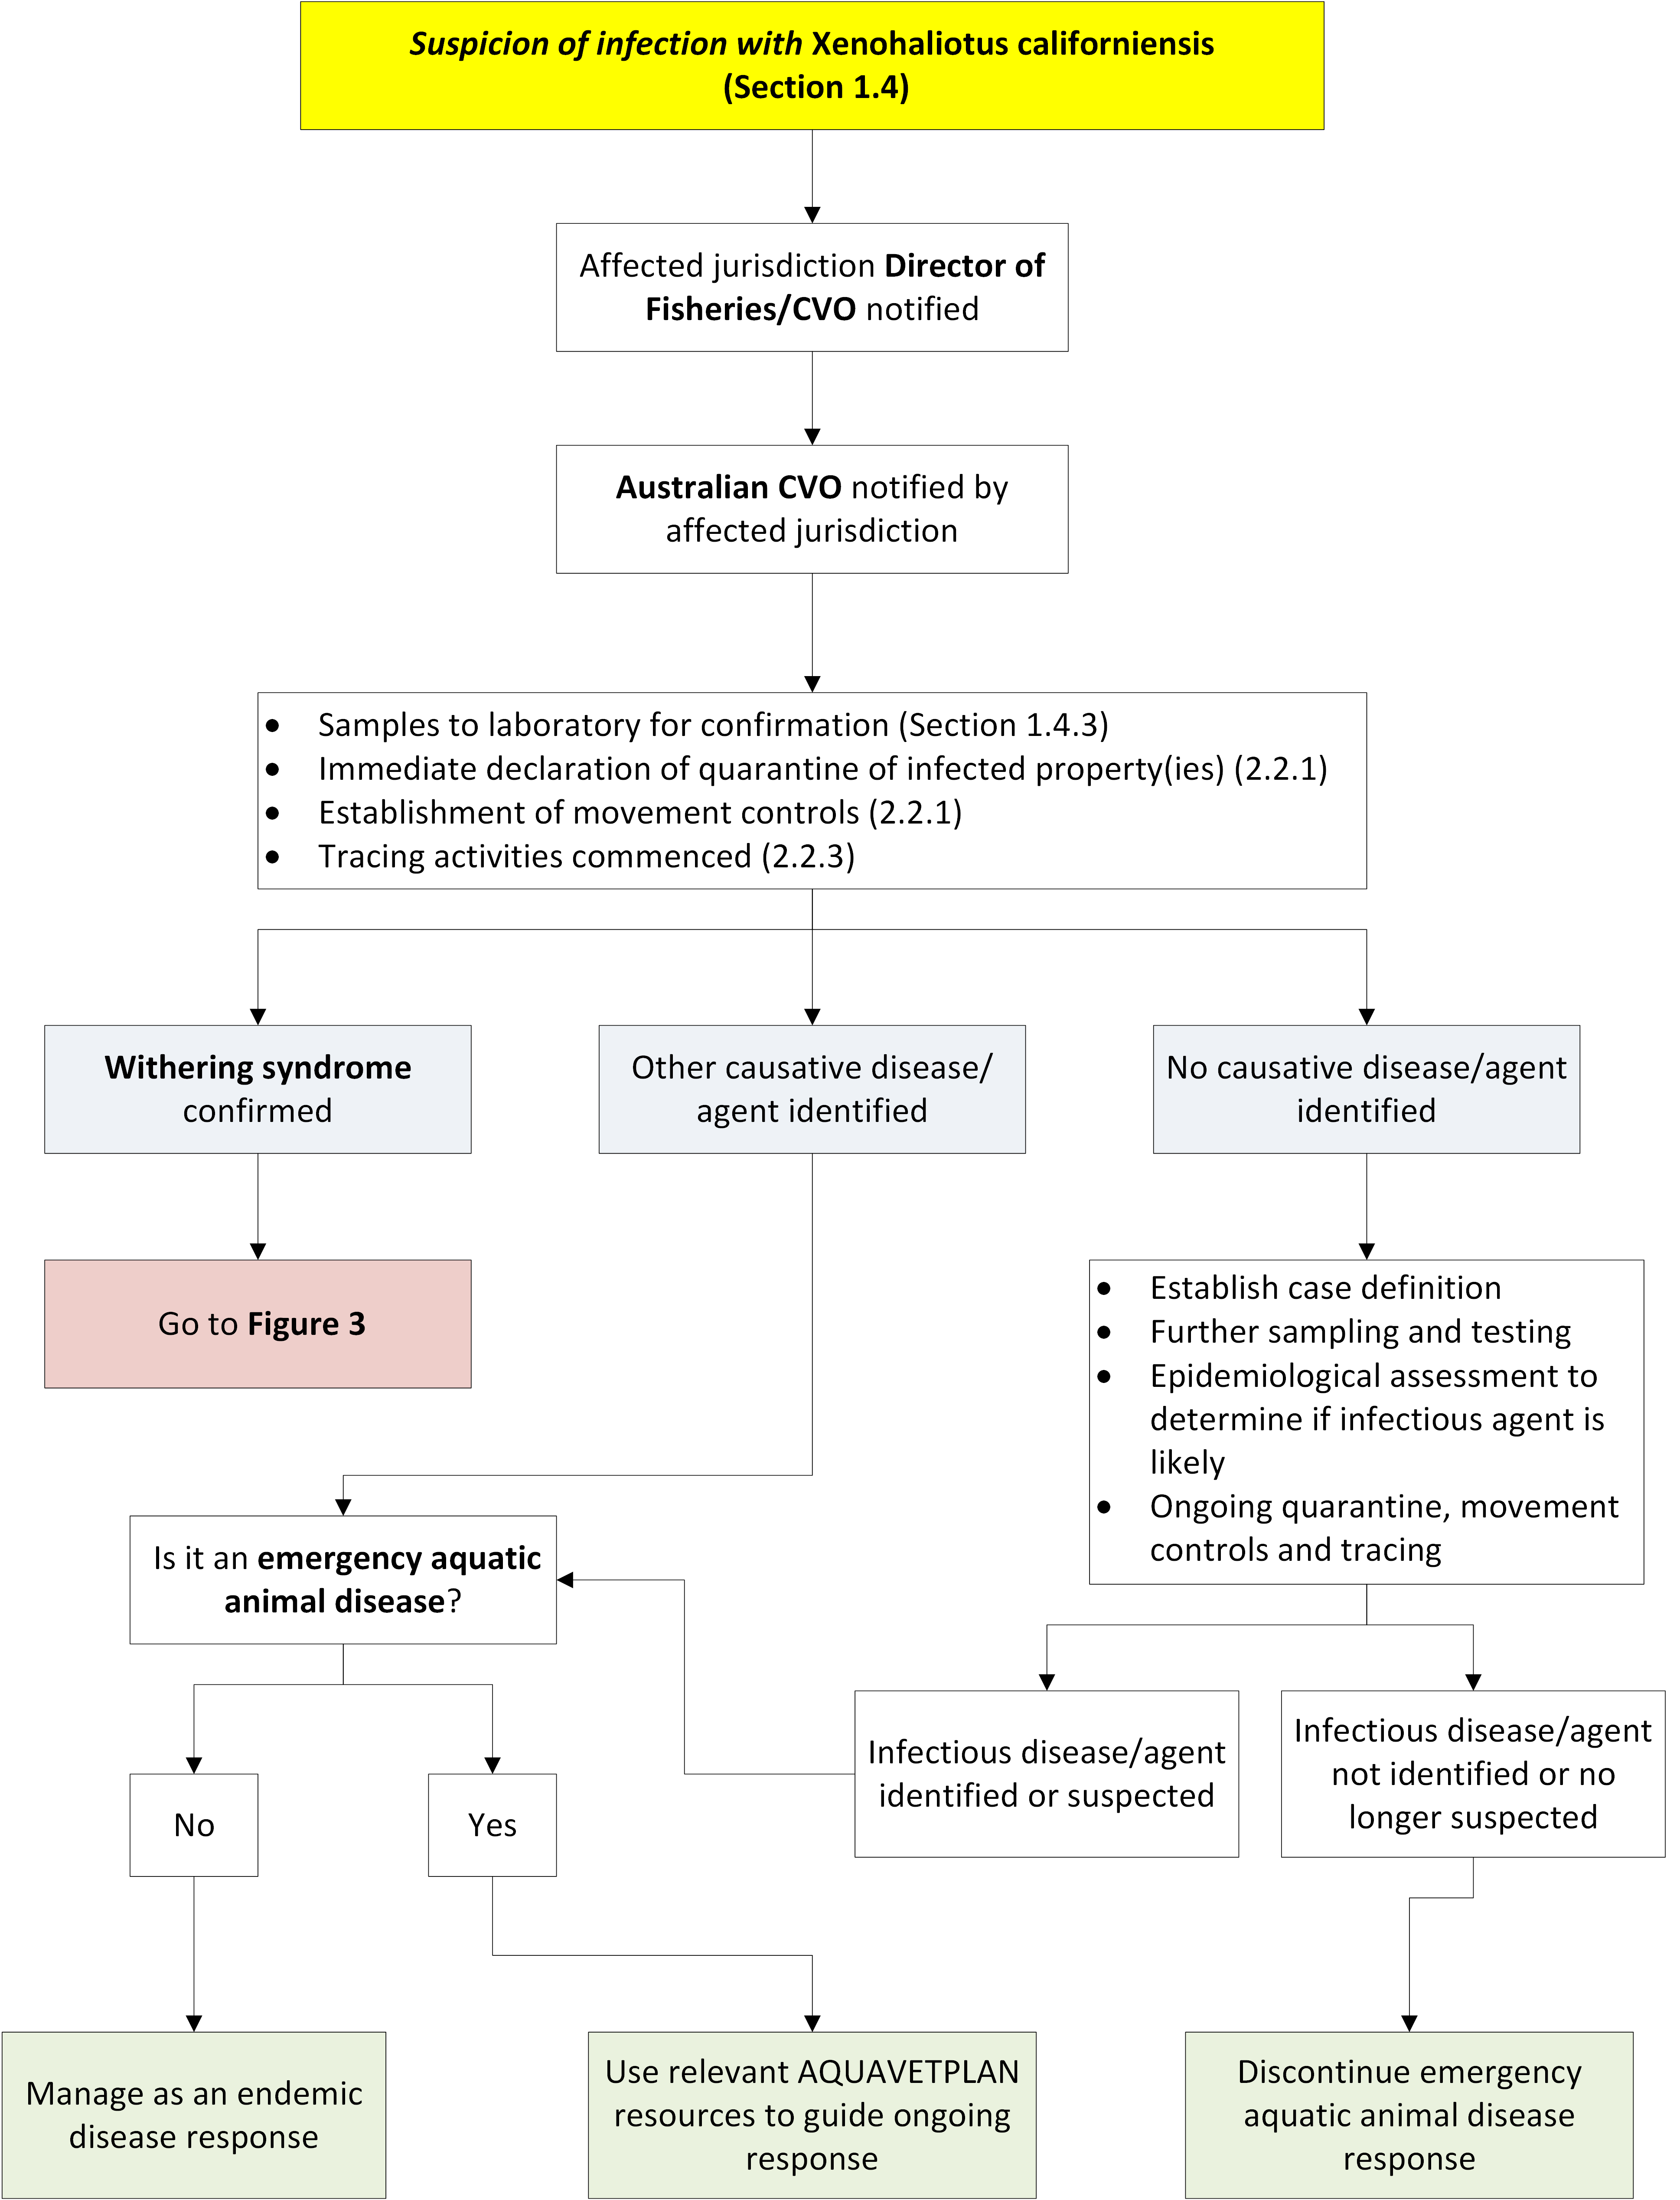 Suspicion of infection with Xenohaliotus californiensis
(Section 1.4)
Affected jurisdiction Director of
Fisheries/CVO notified
Australian CVO notified by
affected jurisdiction
• Samples to laboratory for confirmation (Section 1.4.3)
• Immediate declaration of quarantine of infected property(ies) (2.2.1)
• Establishment of movement controls (2.2.1)
• Tracing activities commenced (2.2.3)
Withering syndrome
confirmed
Other causative disease/
agent identified
No causative disease/agent
identified
Go to Figure 3
• Establish case definition
• Further sampling and testing
• Epidemiological assessment to
determine if infectious agent is
likely
• Ongoing quarantine, movement
controls and tracing
Is it an emergency aquatic
animal disease?
Infectious disease/agent
identified or suspected
Infectious disease/agent
not identified or no
longer suspected
No
Yes
Manage as an endemic
disease response
Use relevant AQUAVETPLAN
resources to guide ongoing
response
Discontinue emergency
aquatic animal disease
response